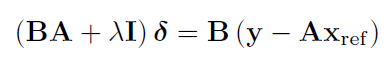 (BA + λI) δ = B (y − Ax_ref)